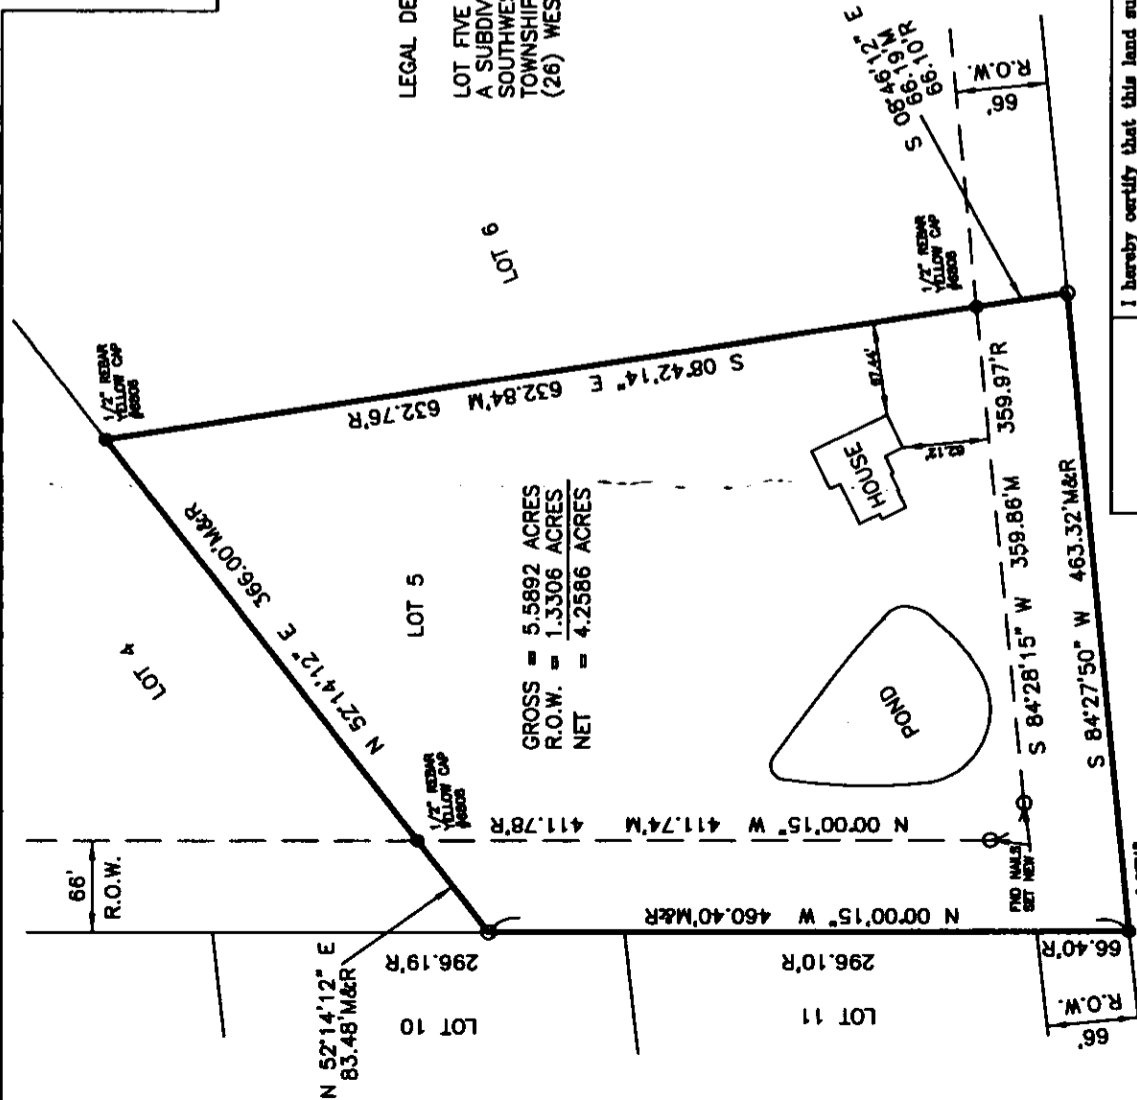 LEGAL DE
LOT FIVE
A SUBDIV
SOUTHWES
TOWNSHIP
(26) WES
S 08°46'12" E
66.19'M
66.10'R
66'
R.O.W.
LOT 6
1/2" REBAR
YELLOW CAP
#6808
1/2" REBAR
YELLOW CAP
#6808
S 08°42'14" E 632.84'M 632.76'R
LOT 4
N 52°14'12" E 366.00'M&R
LOT 5
GROSS = 5.5892 ACRES
R.O.W. = 1.3306 ACRES
NET = 4.2586 ACRES
HOUSE
POND
1/2" REBAR
YELLOW CAP
#6808
66'
R.O.W.
N 00°00'15" W 411.74'M 411.78'R
N 00°00'15" W 460.40'M&R
FND NAILS
SET NEW
S 84°28'15" W 359.86'M 359.97'R
S 84°27'50" W 463.32'M&R
N 52°14'12" E
83.48'M&R
296.19'R
LOT 10
296.10'R
LOT 11
66.40'R
R.O.W.
66'
I hereby certify that this land su